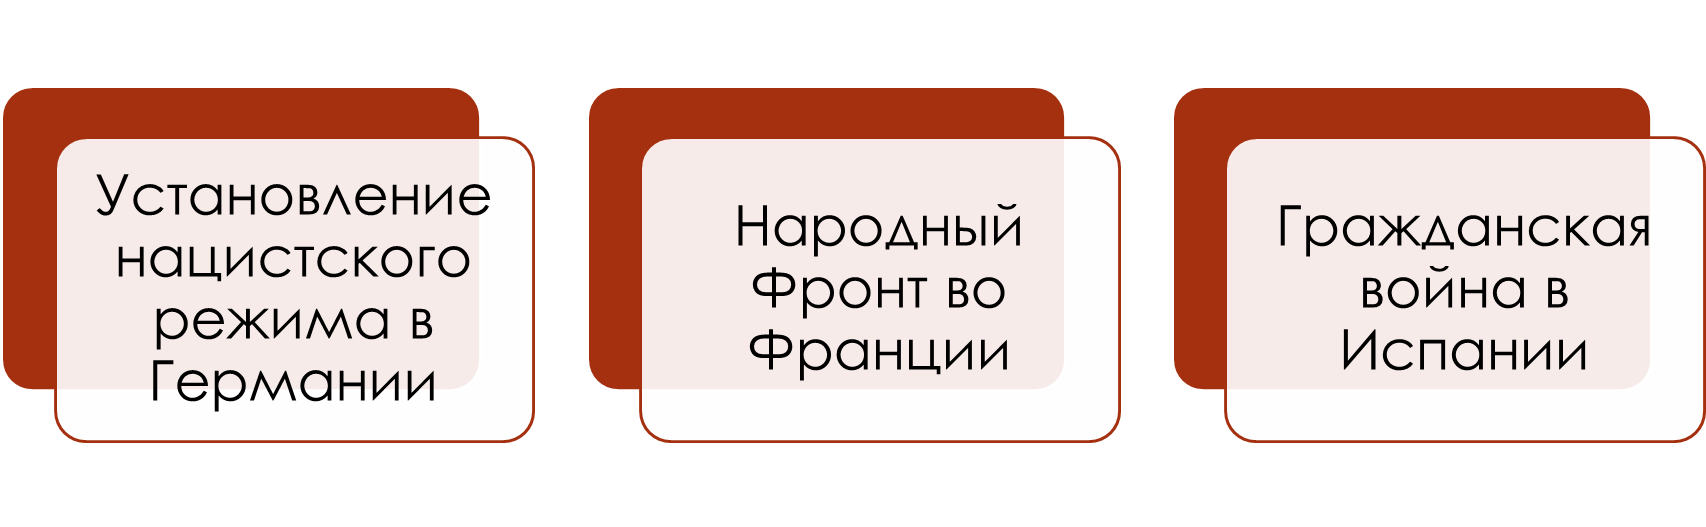 Установление
нацистского
режима в
Германии
Народный
Фронт во
Франции
Гражданская
война в
Испании